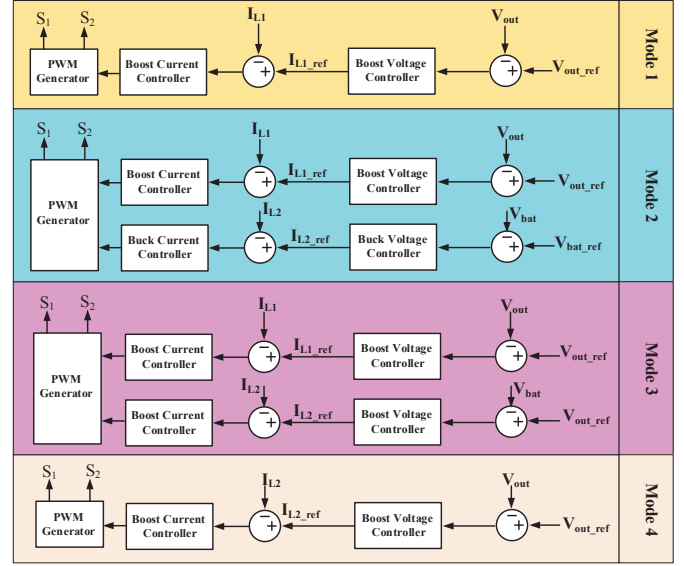 S1 S2
IL1
Vout
PWM
Generator
Boost Current
Controller
−
+
IL1_ref
Boost Voltage
Controller
−
+
Vout_ref
Mode 1
S1 S2
IL1
Vout
PWM
Generator
Boost Current
Controller
−
+
IL1_ref
Boost Voltage
Controller
−
+
Vout_ref
IL2
Vbat
Buck Current
Controller
−
+
IL2_ref
Buck Voltage
Controller
−
+
Vbat_ref
Mode 2
S1 S2
IL1
Vout
PWM
Generator
Boost Current
Controller
−
+
IL1_ref
Boost Voltage
Controller
−
+
Vout_ref
IL2
Vbat
Boost Current
Controller
−
+
IL2_ref
Boost Voltage
Controller
−
+
Vout_ref
Mode 3
S1 S2
IL2
Vout
PWM
Generator
Boost Current
Controller
−
+
IL2_ref
Boost Voltage
Controller
−
+
Vout_ref
Mode 4